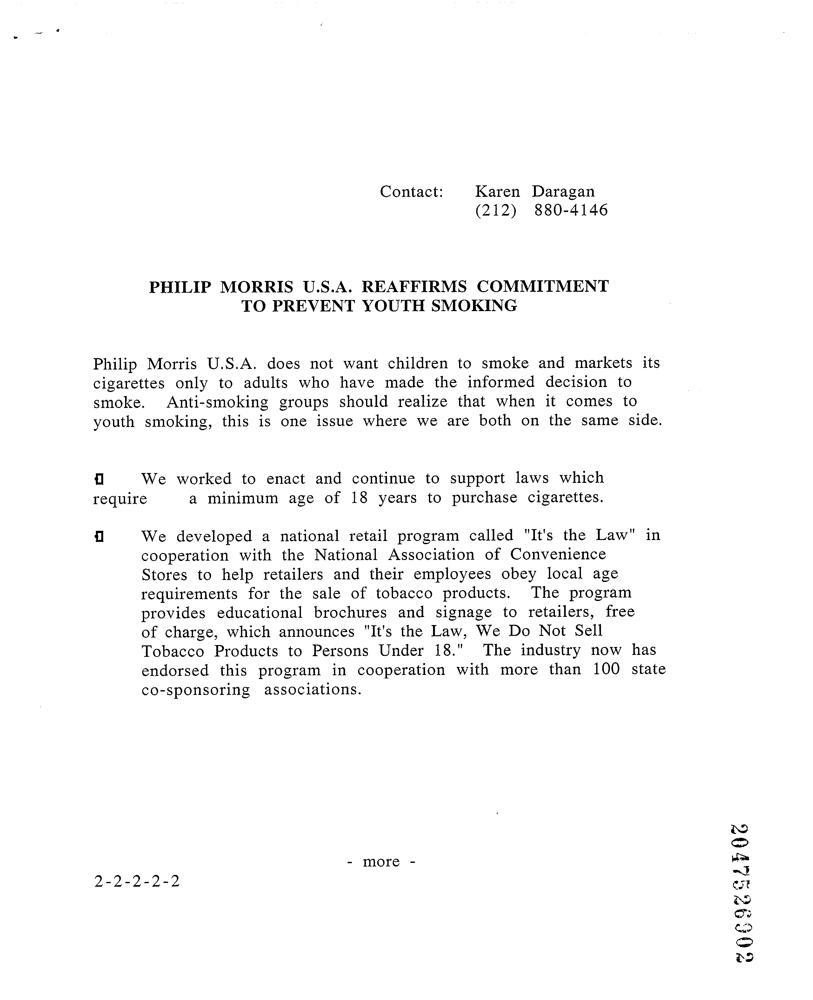 Contact: Karen Daragan
(212) 880-4146
PHILIP MORRIS U.S.A. REAFFIRMS COMMITMENT
TO PREVENT YOUTH SMOKING
Philip Morris U.S.A. does not want children to smoke and markets its
cigarettes only to adults who have made the informed decision to
smoke. Anti-smoking groups should realize that when it comes to
youth smoking, this is one issue where we are both on the same side.
We worked to enact and continue to support laws which
require a minimum age of 18 years to purchase cigarettes.
We developed a national retail program called "It's the Law" in
cooperation with the National Association of Convenience
Stores to help retailers and their employees obey local age
requirements for the sale of tobacco products. The program
provides educational brochures and signage to retailers, free
of charge, which announces "It's the Law, We Do Not Sell
Tobacco Products to Persons Under 18." The industry now has
endorsed this program in cooperation with more than 100 state
co-sponsoring associations.
- more -
2-2-2-2-2
2047526902